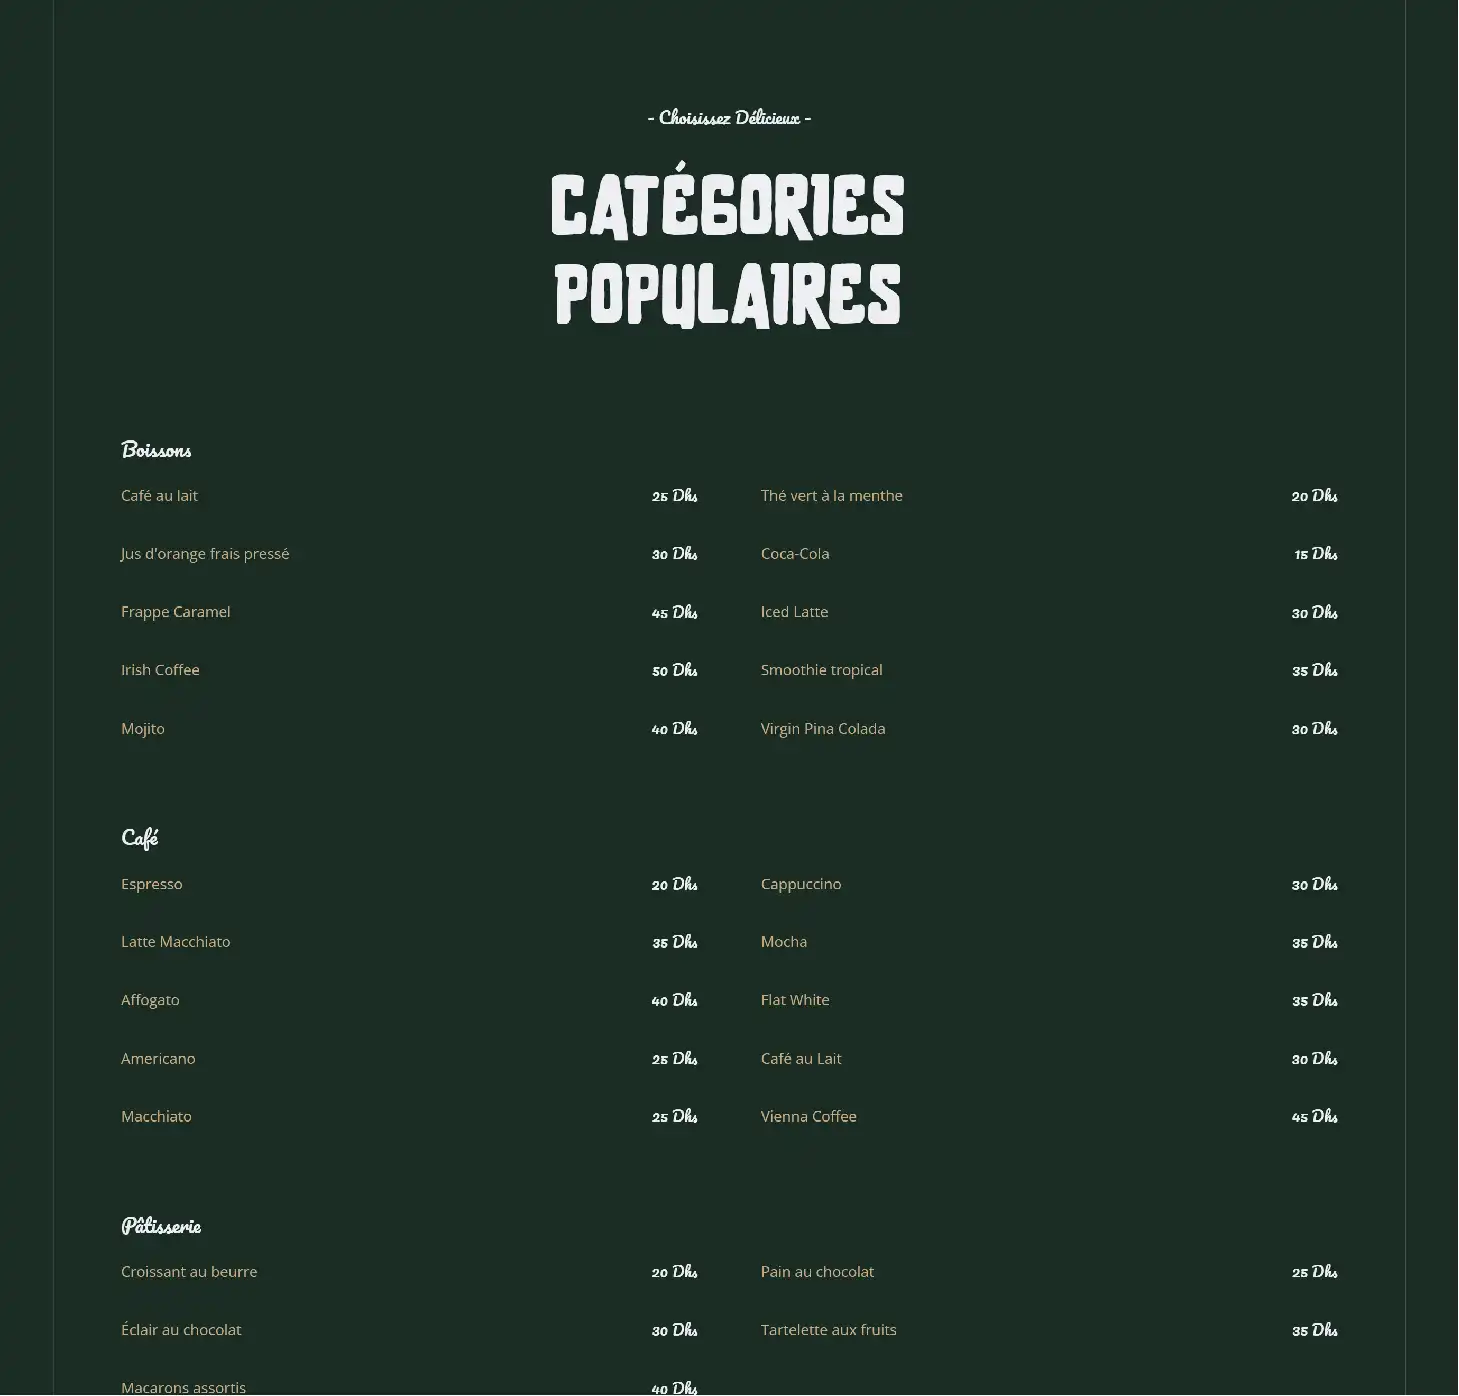 - Choisissez Délicieux -
CATÉGORIES
POPULAIRES
Boissons
Café au lait 25 Dhs Thé vert à la menthe 20 Dhs
Jus d'orange frais pressé 30 Dhs Coca-Cola 15 Dhs
Frappe Caramel 45 Dhs Iced Latte 30 Dhs
Irish Coffee 50 Dhs Smoothie tropical 35 Dhs
Mojito 40 Dhs Virgin Pina Colada 30 Dhs
Café
Espresso 20 Dhs Cappuccino 30 Dhs
Latte Macchiato 35 Dhs Mocha 35 Dhs
Affogato 40 Dhs Flat White 35 Dhs
Americano 25 Dhs Café au Lait 30 Dhs
Macchiato 25 Dhs Vienna Coffee 45 Dhs
Pâtisserie
Croissant au beurre 20 Dhs Pain au chocolat 25 Dhs
Éclair au chocolat 30 Dhs Tartelette aux fruits 35 Dhs
Macarons assortis 40 Dhs